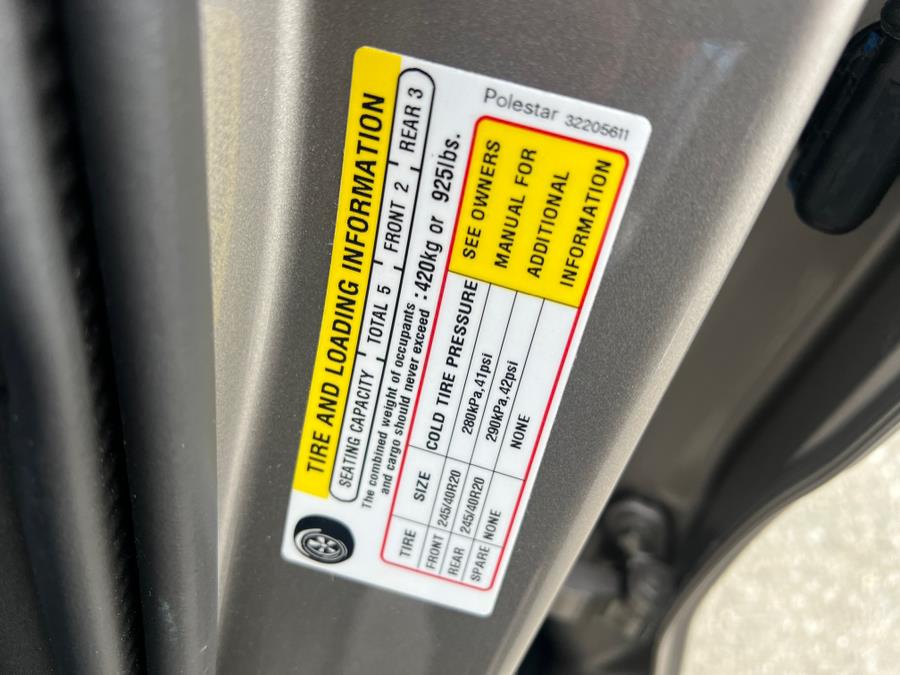 Polestar 32205611
TIRE AND LOADING INFORMATION
SEATING CAPACITY TOTAL 5 FRONT 2 REAR 3
The combined weight of occupants
and cargo should never exceed : 420kg or 925lbs.
TIRE SIZE COLD TIRE PRESSURE
FRONT 245/40R20 280kPa,41psi
REAR 245/40R20 290kPa,42psi
SPARE NONE NONE
SEE OWNERS
MANUAL FOR
ADDITIONAL
INFORMATION